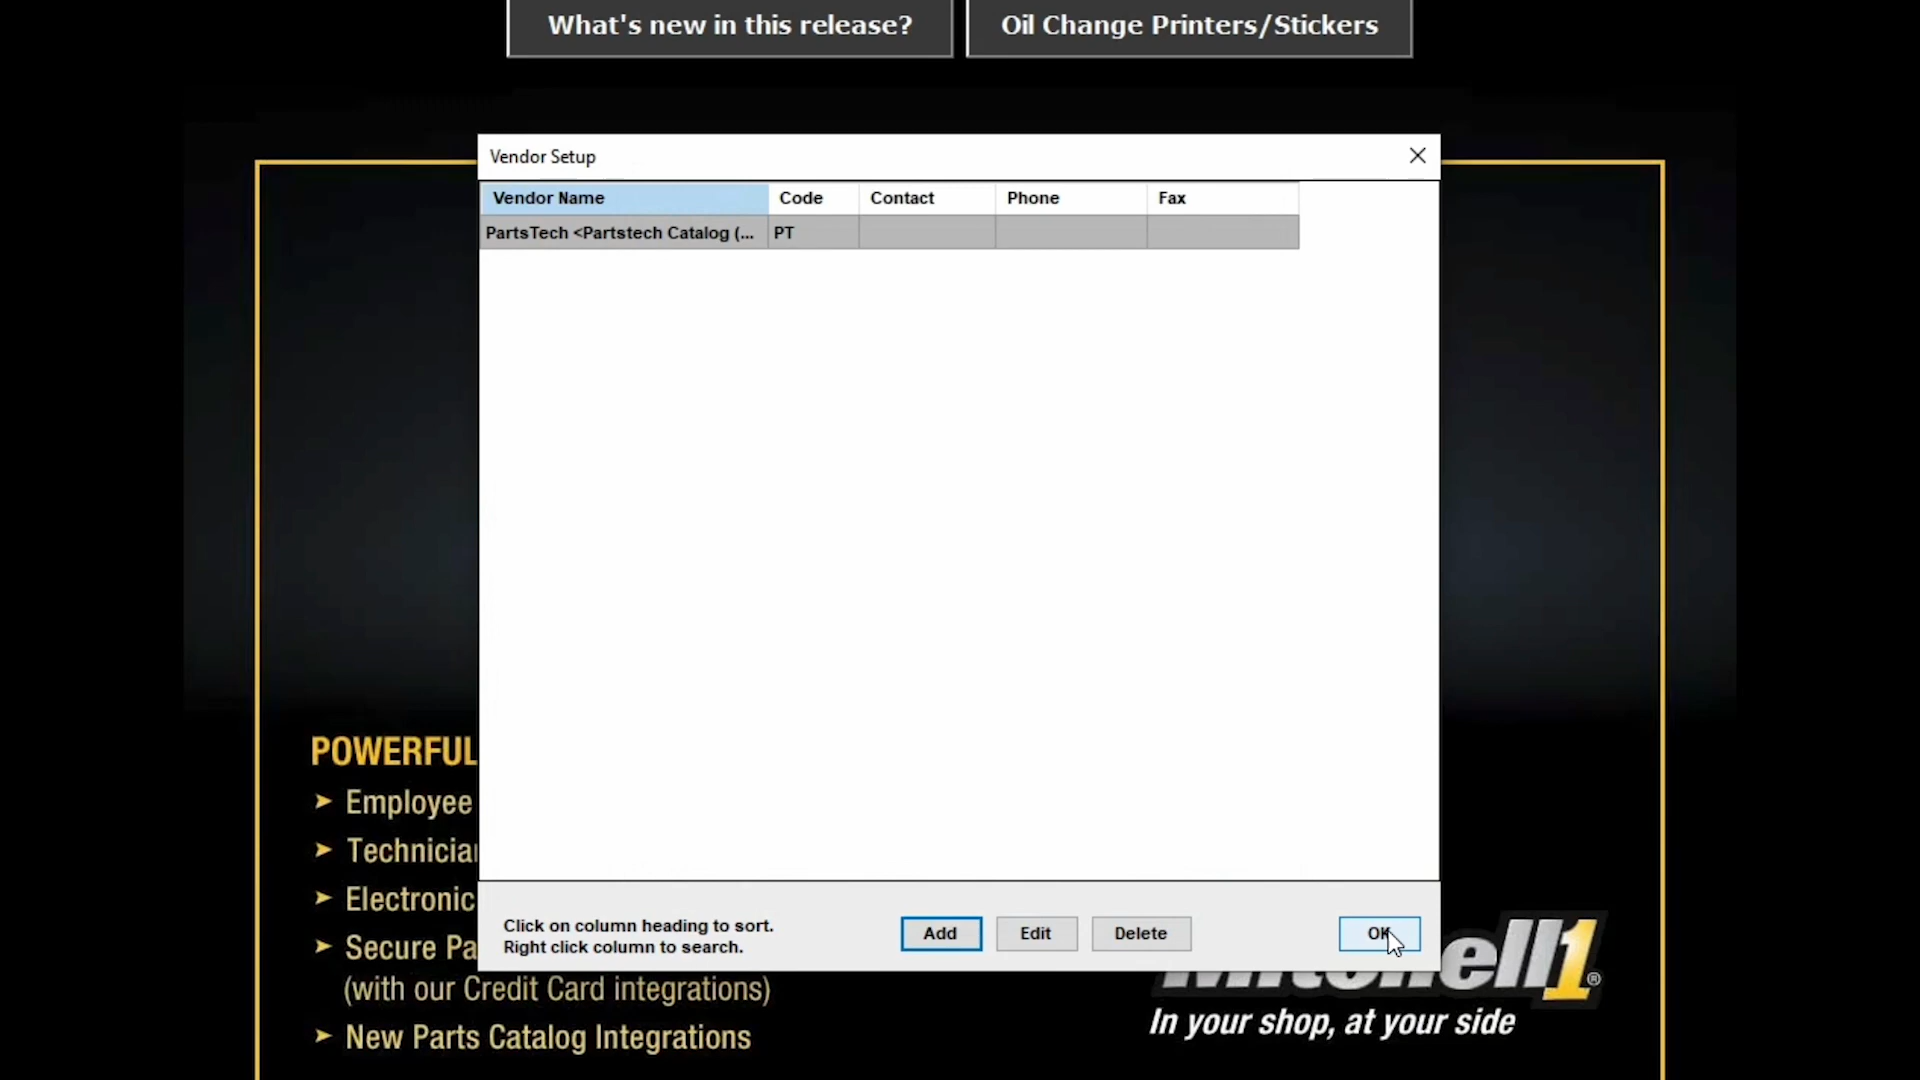 What's new in this release?
Oil Change Printers/Stickers
Vendor Setup
Vendor Name Code Contact Phone Fax
PartsTech <Partstech Catalog (... PT
POWERFUL
➤ Employee
➤ Technician
➤ Electronic
➤ Secure Pa
(with our Credit Card integrations)
➤ New Parts Catalog Integrations
Click on column heading to sort.
Right click column to search.
Add Edit Delete OK
Mitchell1®
In your shop, at your side